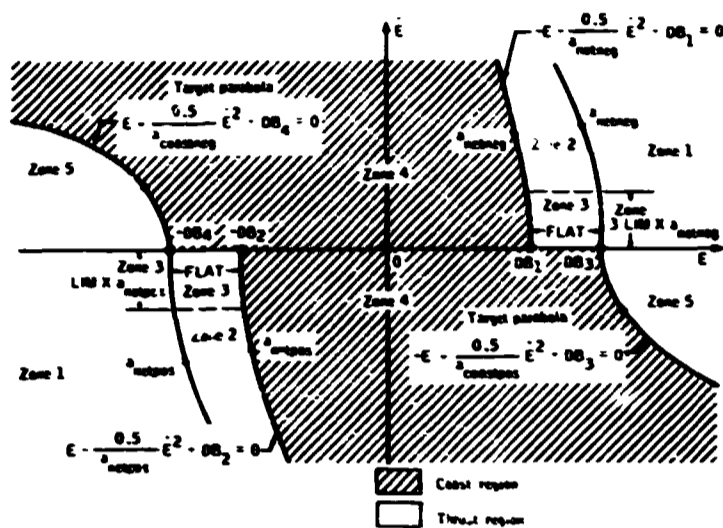 Ė
-E - 0.5/a_netneg Ė² - DB₁ = 0
Target parabola
E - 0.5/a_coastneg Ė² - DB₄ = 0
a_netneg
a_netneg
Zone 2
Zone 1
Zone 5
Zone 4
Zone 3
Zone
3 LIM X a_netneg
-DB₄
-DB₂
FLAT
E
Zone 3
FLAT
0
DB₁
DB₃
LIM X a_netpos
Zone 3
Zone 4
Zone 5
Zone 2
Target parabola
-E - 0.5/a_coastpos Ė² - DB₃ = 0
a_netpos
Zone 1
a_netpos
E - 0.5/a_netpos Ė² - DB₂ = 0
Coast region
Thrust region